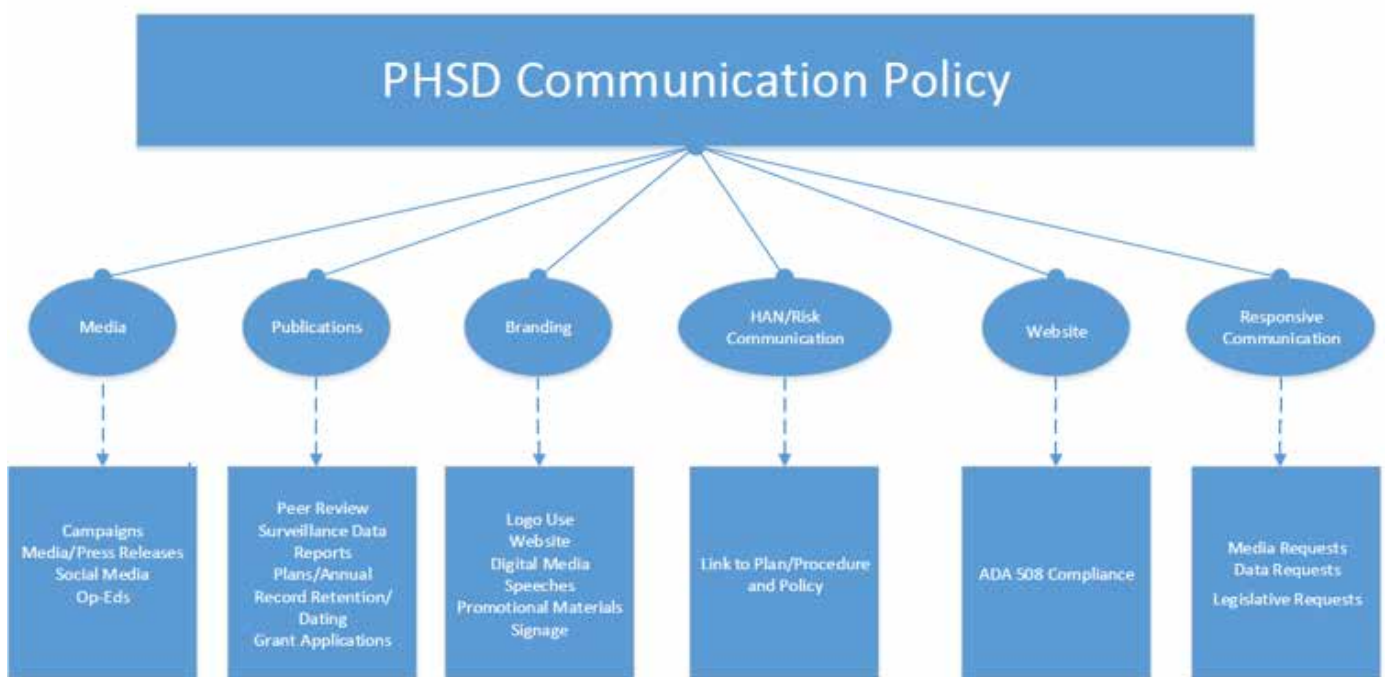 PHSD Communication Policy
Media
Publications
Branding
HAN/Risk
Communication
Website
Responsive
Communication
Campaigns
Media/Press Releases
Social Media
Op-Eds
Peer Review
Surveillance Data
Reports
Plans/Annual
Record Retention/
Dating
Grant Applications
Logo Use
Website
Digital Media
Speeches
Promotional Materials
Signage
Link to Plan/Procedure
and Policy
ADA 508 Compliance
Media Requests
Data Requests
Legislative Requests